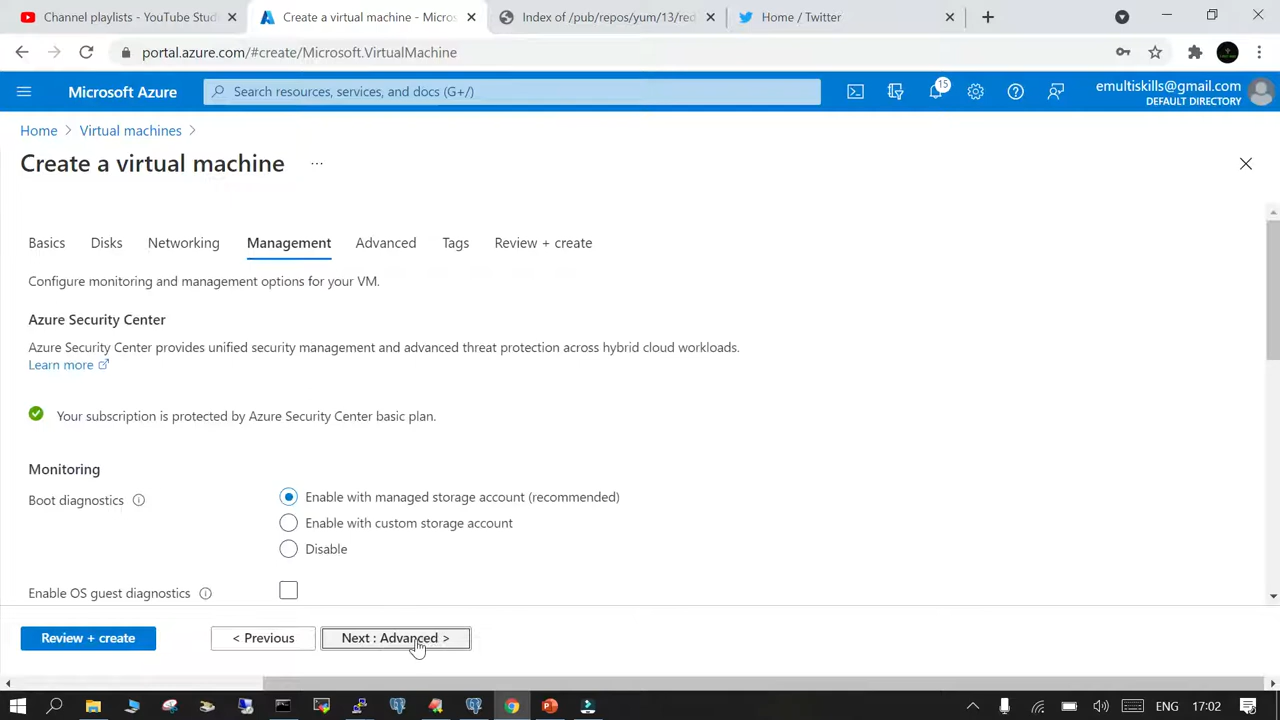 Channel playlists - YouTube Stud
Create a virtual machine - Micros
Index of /pub/repos/yum/13/red
Home / Twitter
portal.azure.com/#create/Microsoft.VirtualMachine
Microsoft Azure
Search resources, services, and docs (G+/)
15
emultiskills@gmail.com
DEFAULT DIRECTORY
Home > Virtual machines >
Create a virtual machine ...
Basics Disks Networking Management Advanced Tags Review + create
Configure monitoring and management options for your VM.
Azure Security Center
Azure Security Center provides unified security management and advanced threat protection across hybrid cloud workloads.
Learn more
Your subscription is protected by Azure Security Center basic plan.
Monitoring
Boot diagnostics
Enable with managed storage account (recommended)
Enable with custom storage account
Disable
Enable OS guest diagnostics
Review + create
< Previous
Next : Advanced >
ENG 17:02